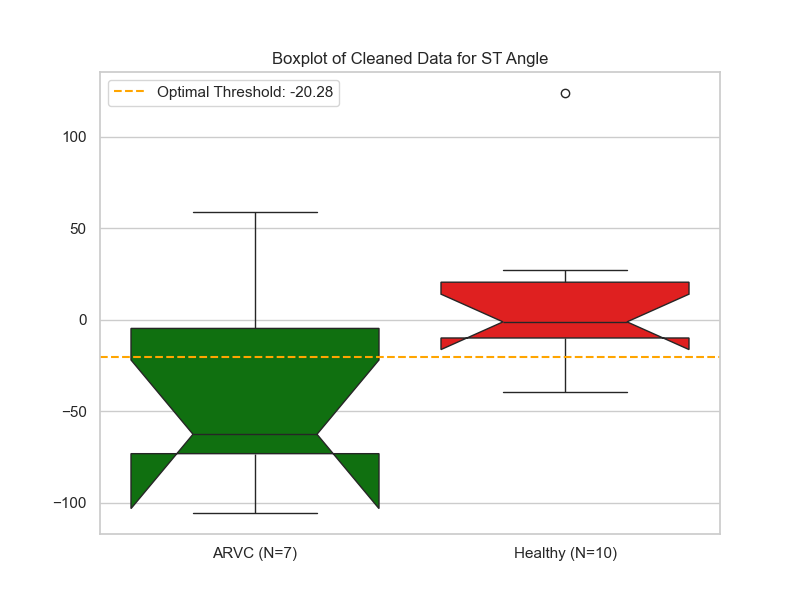 Boxplot of Cleaned Data for ST Angle
Optimal Threshold: -20.28
100
50
0
−50
−100
ARVC (N=7)
Healthy (N=10)